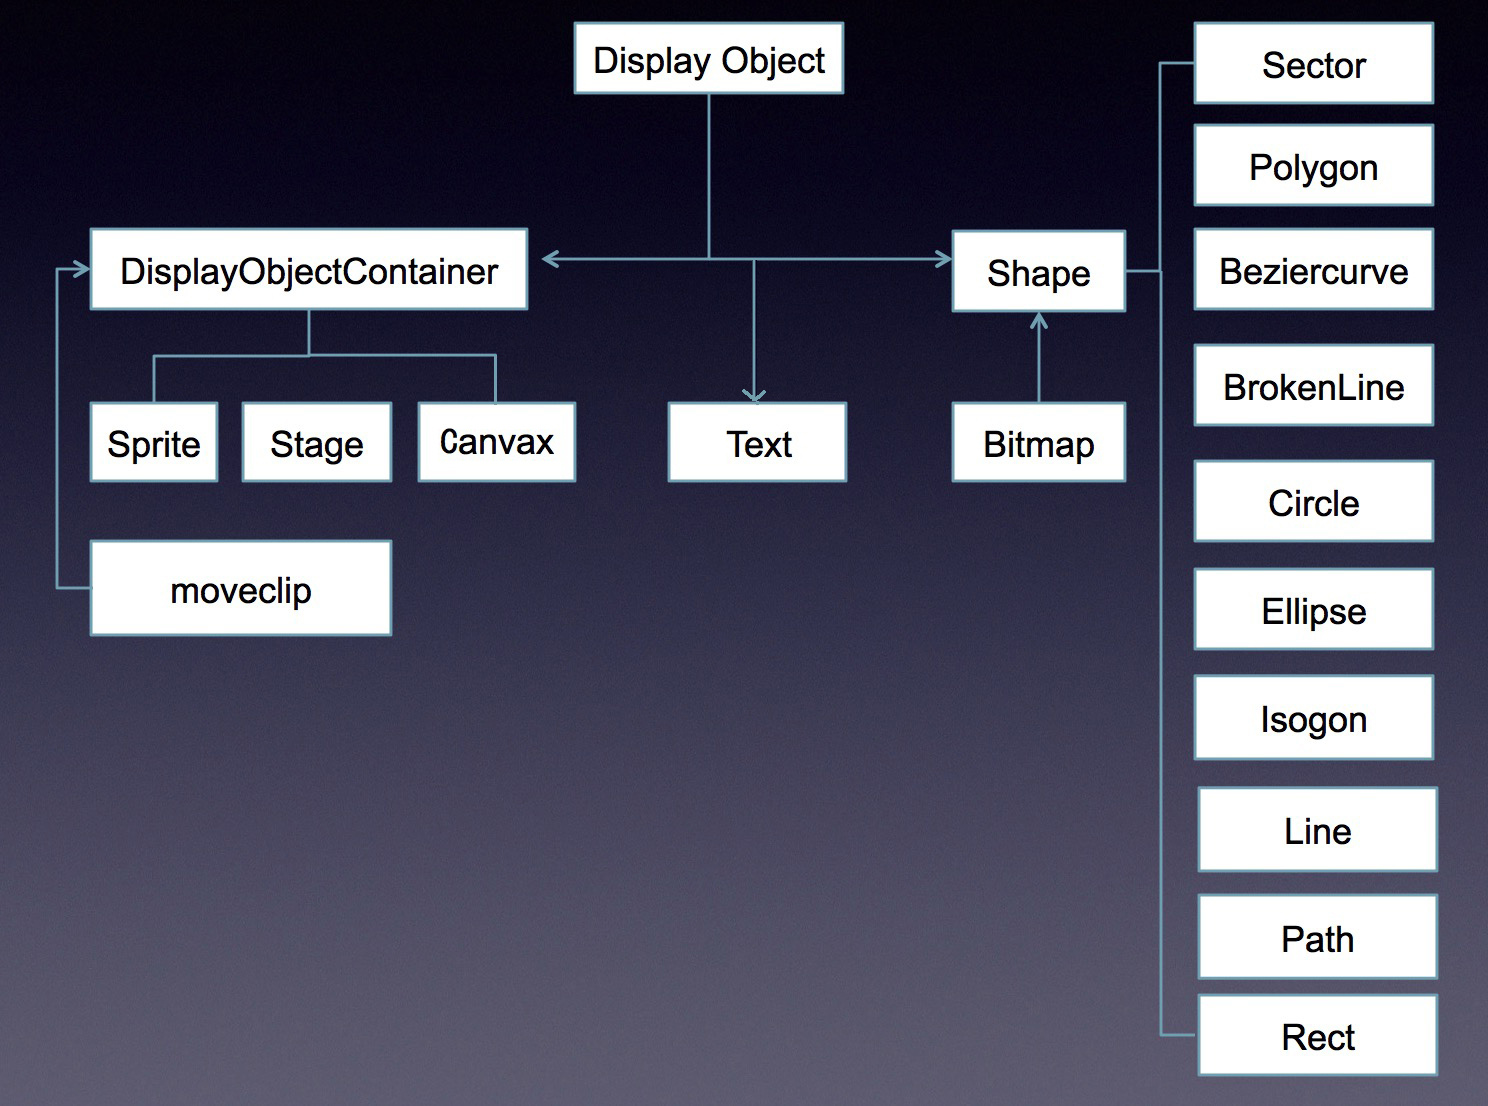 Display Object
DisplayObjectContainer
Shape
Sprite
Stage
Canvax
Text
Bitmap
moveclip
Sector
Polygon
Beziercurve
BrokenLine
Circle
Ellipse
Isogon
Line
Path
Rect